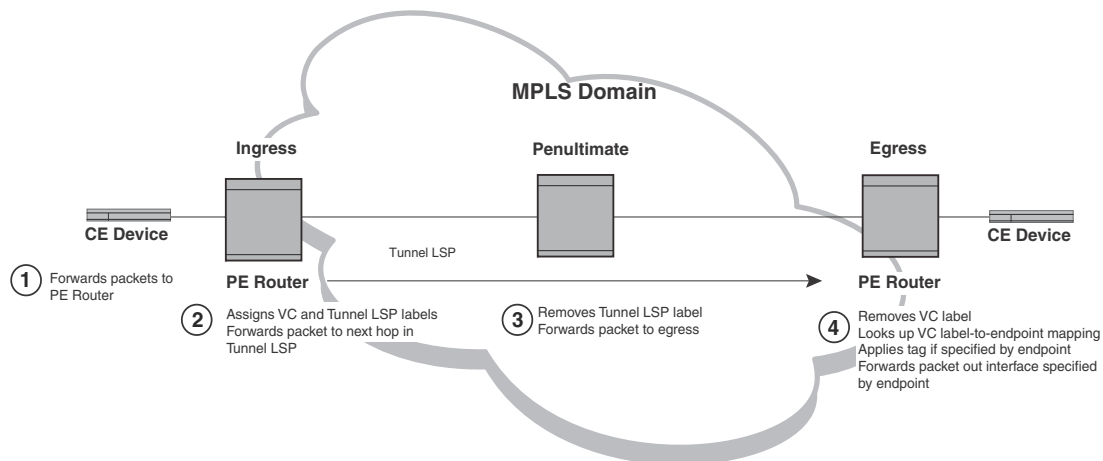 MPLS Domain
Ingress
Penultimate
Egress
CE Device
CE Device
Tunnel LSP
PE Router
PE Router
1
Forwards packets to
PE Router
2
Assigns VC and Tunnel LSP labels
Forwards packet to next hop in
Tunnel LSP
3
Removes Tunnel LSP label
Forwards packet to egress
4
Removes VC label
Looks up VC label-to-endpoint mapping
Applies tag if specified by endpoint
Forwards packet out interface specified
by endpoint